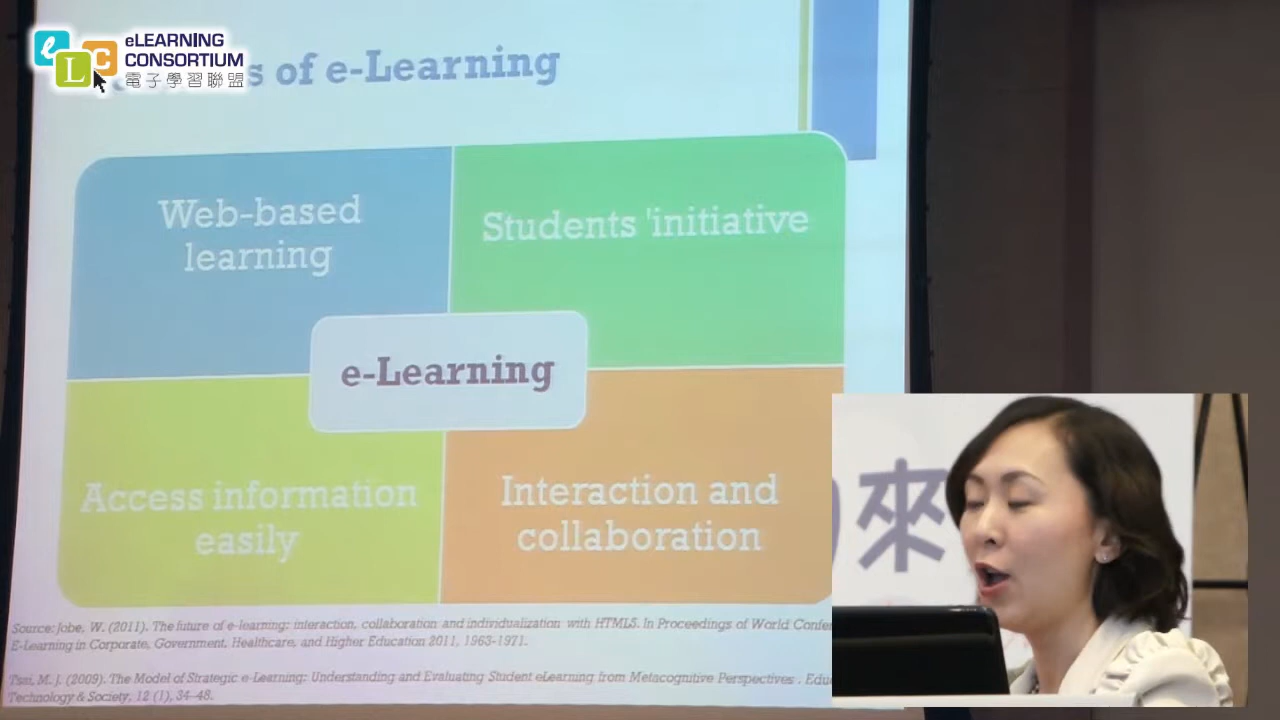 eLC
eLEARNING
CONSORTIUM
電子學習聯盟
s of e-Learning
Web-based
learning
Students 'initiative
e-Learning
Access information
easily
Interaction and
collaboration
來
Source: Jobe, W. (2011). The future of e-learning: interaction, collaboration and individualization with HTML5. In Proceedings of World
E-Learning in Corporate, Government, Healthcare, and Higher Education 2011, 1963-1971.
Tsai, M. J. (2009). The Model of Strategic e-Learning: Understanding and Evaluating Student eLearning from Metacognitive Perspectives .
Technology & Society, 12 (1), 34-48.